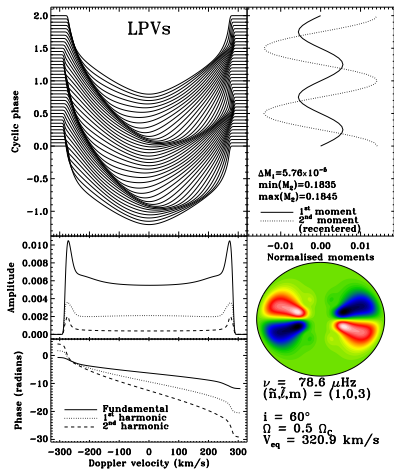 LPVs
Cyclic phase
2.0
1.5
1.0
0.5
0.0
−0.5
−1.0
ΔM₁=5.76×10⁻⁶
min(M₂)=0.1835
max(M₂)=0.1845
1ˢᵗ moment
2ⁿᵈ moment
(recentered)
−0.01 0.00 0.01
Normalised moments
Amplitude
0.010
0.008
0.006
0.004
0.002
0.000
Phase (radians)
0
−10
−20
−30
Fundamental
1ˢᵗ harmonic
2ⁿᵈ harmonic
−300 −200 −100 0 100 200 300
Doppler velocity (km/s)
ν = 78.6 μHz
(ñ,l,m) = (1,0,3)
i = 60°
Ω = 0.5 Ω_C
V_eq = 320.9 km/s